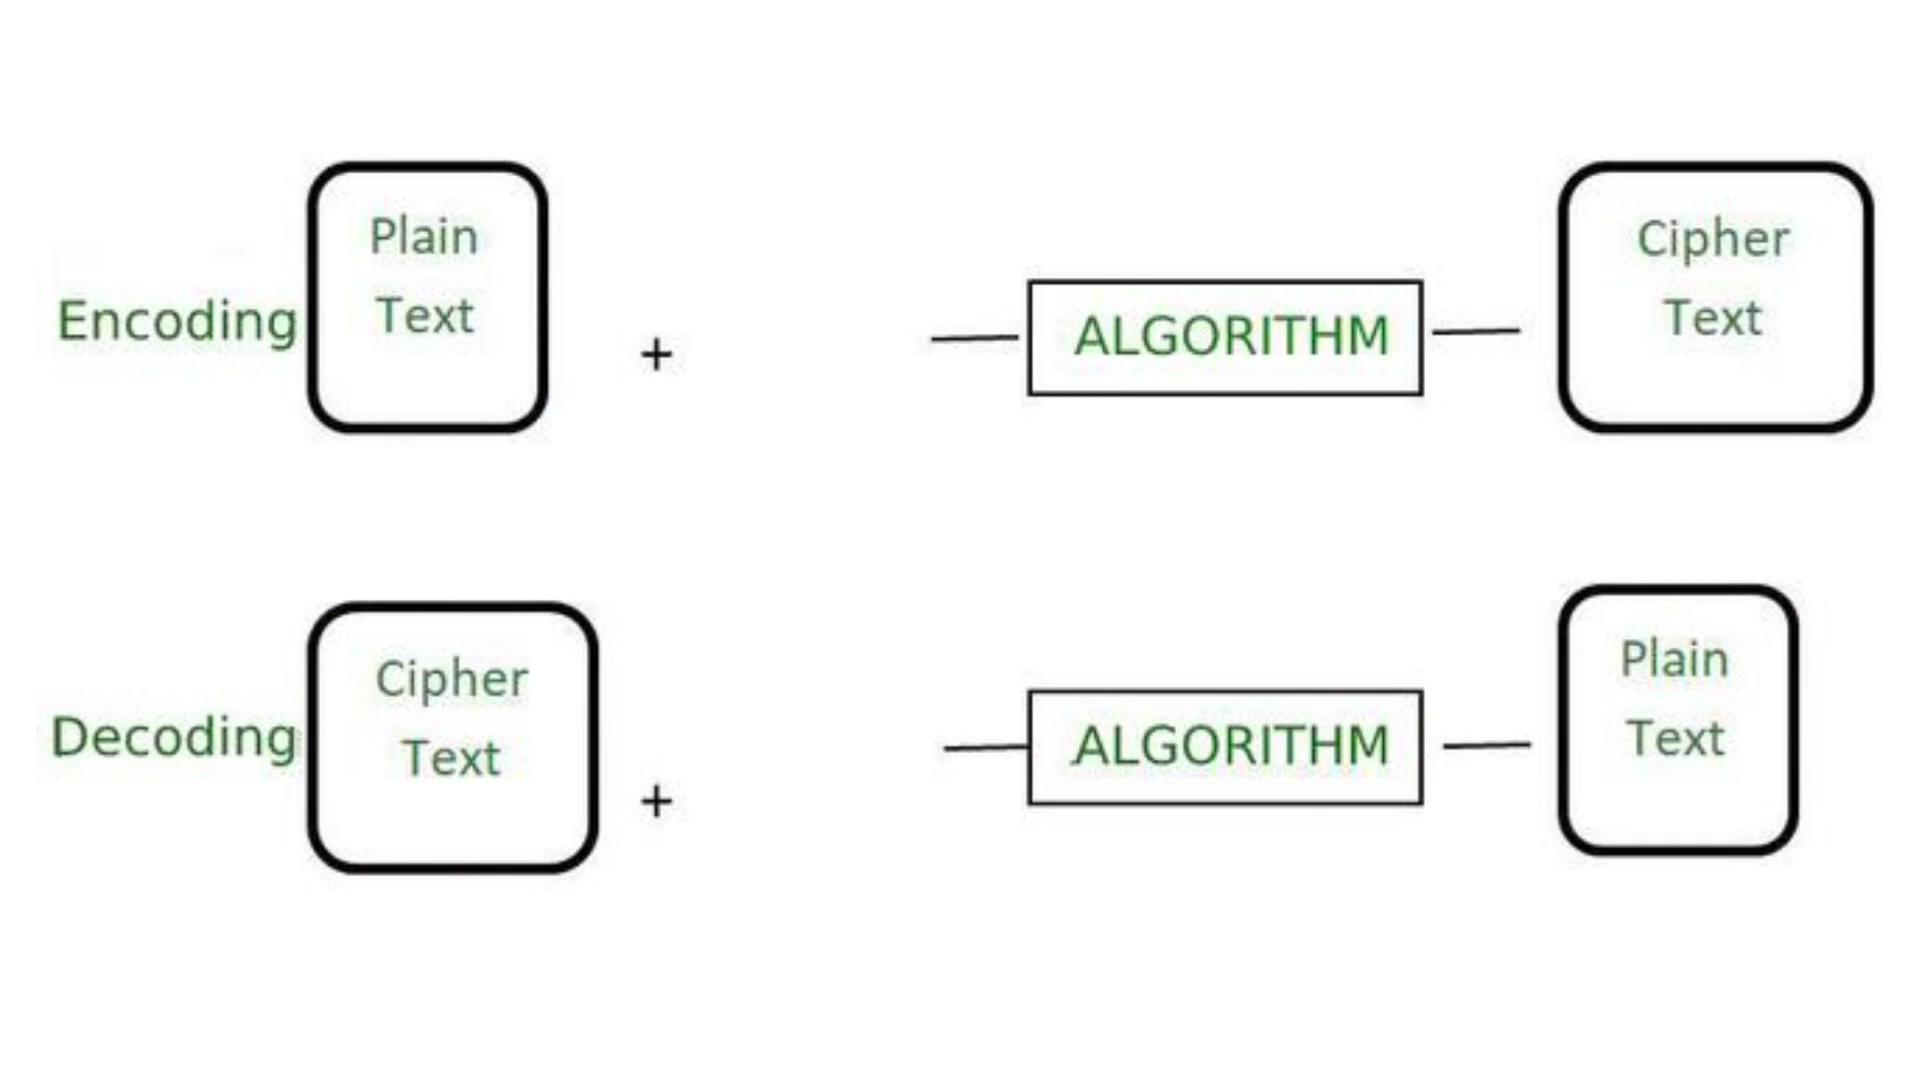 Encoding
Plain
Text
+
ALGORITHM
Cipher
Text
Decoding
Cipher
Text
+
ALGORITHM
Plain
Text